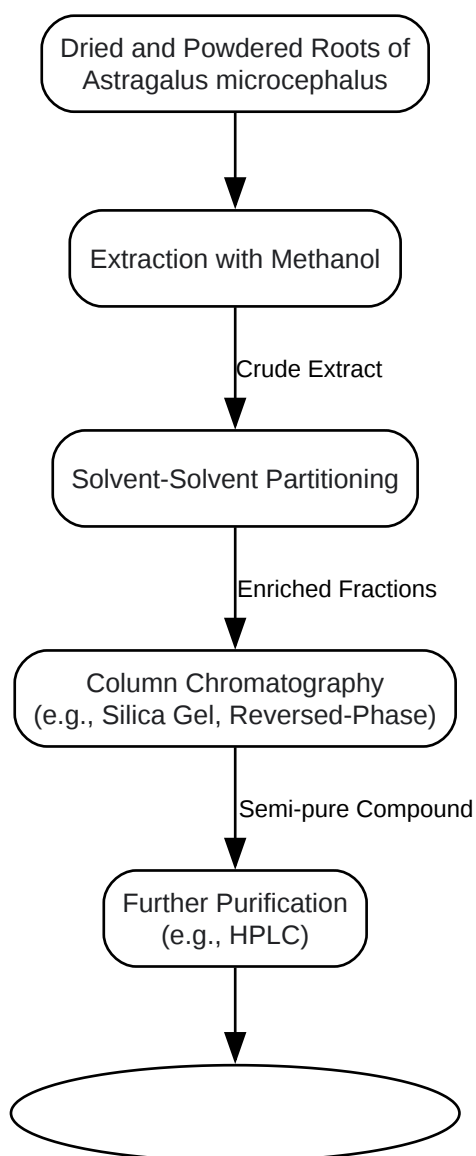 Dried and Powdered Roots of
Astragalus microcephalus
Extraction with Methanol
Crude Extract
Solvent-Solvent Partitioning
Enriched Fractions
Column Chromatography
(e.g., Silica Gel, Reversed-Phase)
Semi-pure Compound
Further Purification
(e.g., HPLC)